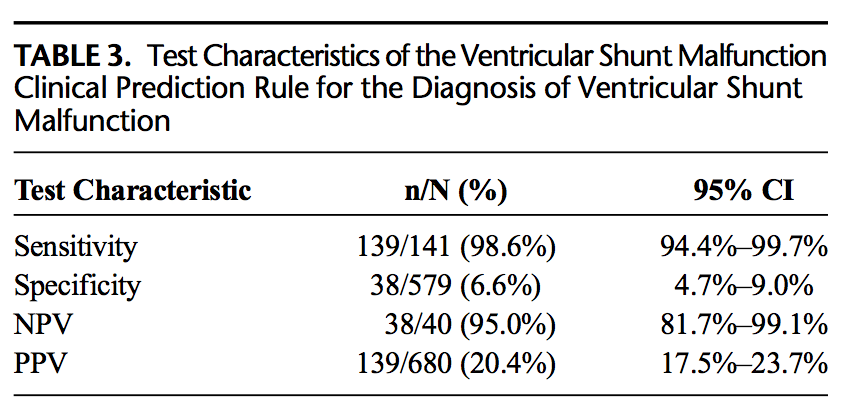 TABLE 3. Test Characteristics of the Ventricular Shunt Malfunction
Clinical Prediction Rule for the Diagnosis of Ventricular Shunt
Malfunction
Test Characteristic n/N (%) 95% CI
Sensitivity 139/141 (98.6%) 94.4%–99.7%
Specificity 38/579 (6.6%) 4.7%–9.0%
NPV 38/40 (95.0%) 81.7%–99.1%
PPV 139/680 (20.4%) 17.5%–23.7%